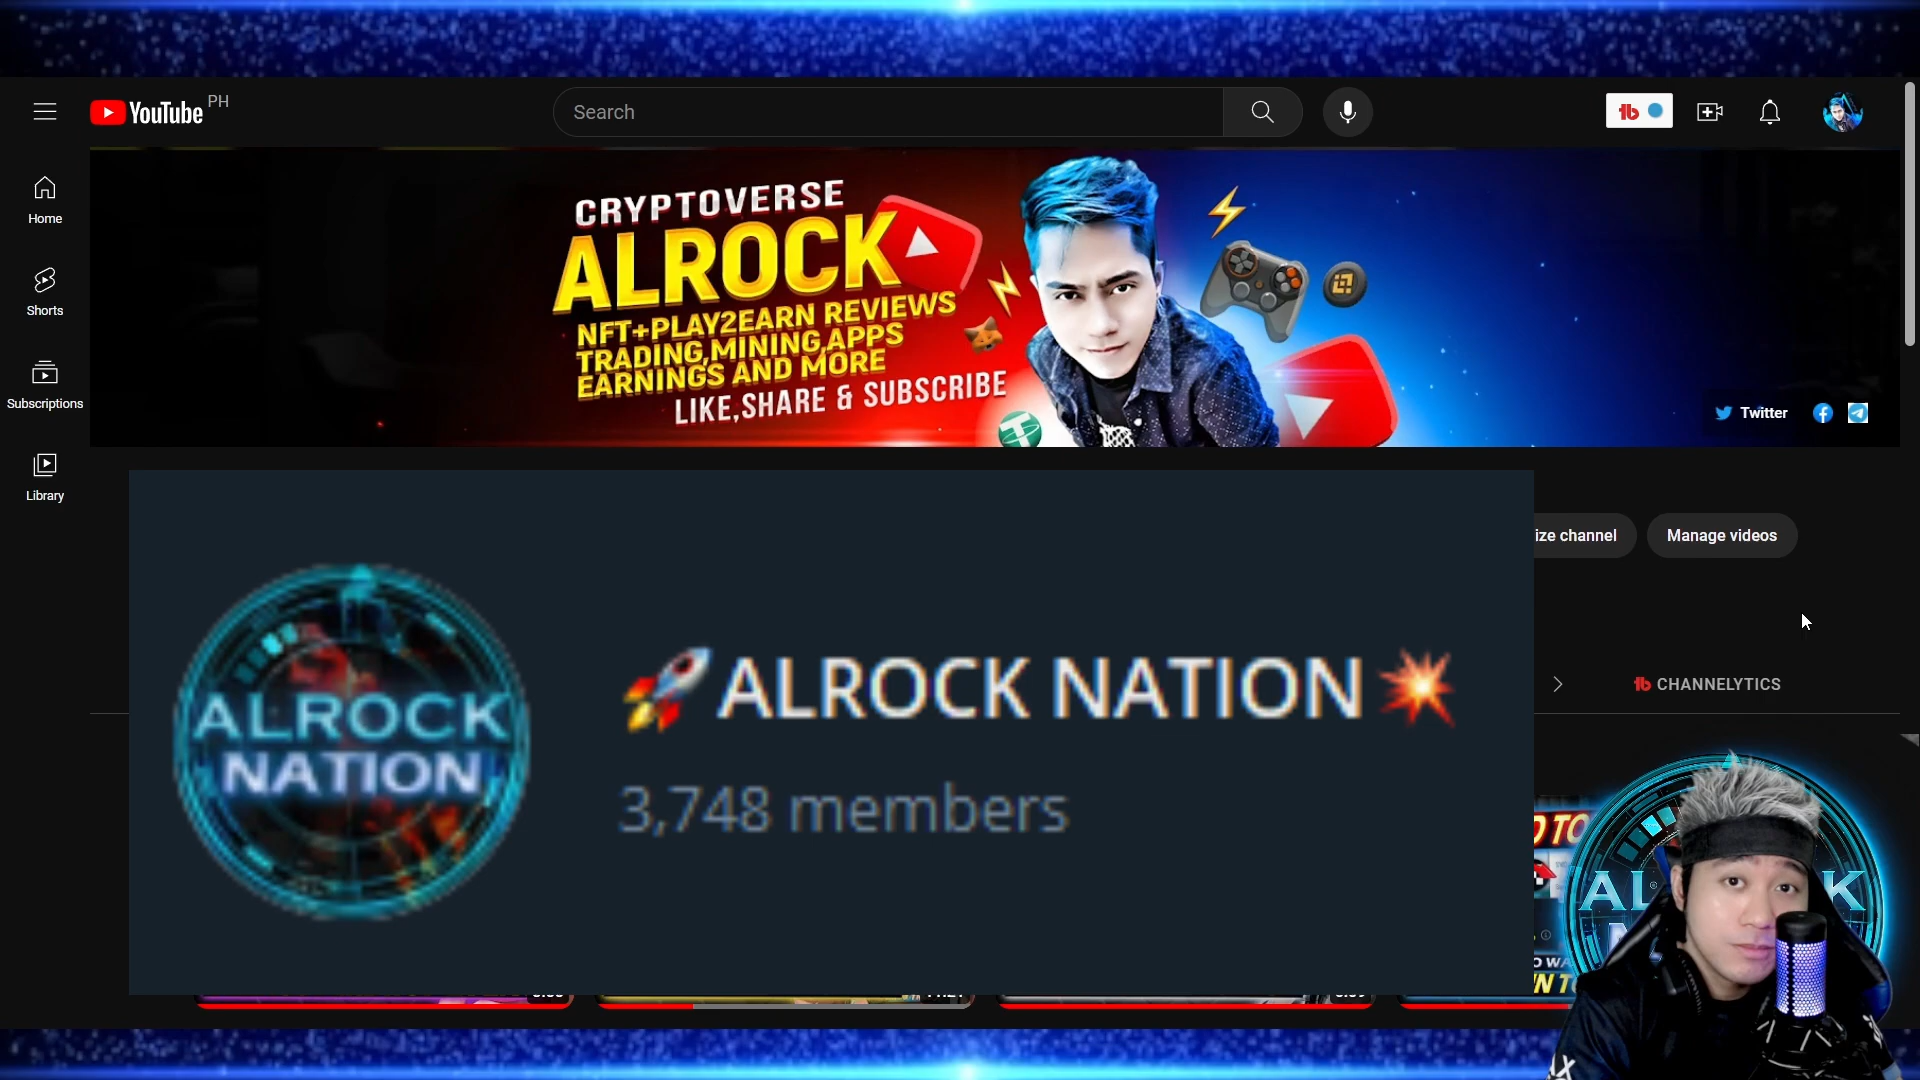 YouTube PH
Search
Home
Shorts
Subscriptions
Library
CRYPTOVERSE
ALROCK
NFT+PLAY2EARN REVIEWS
TRADING,MINING,APPS
EARNINGS AND MORE
LIKE,SHARE & SUBSCRIBE
Twitter
ize channel
Manage videos
CHANNELYTICS
ALROCK
NATION
🚀ALROCK NATION💥
3,748 members